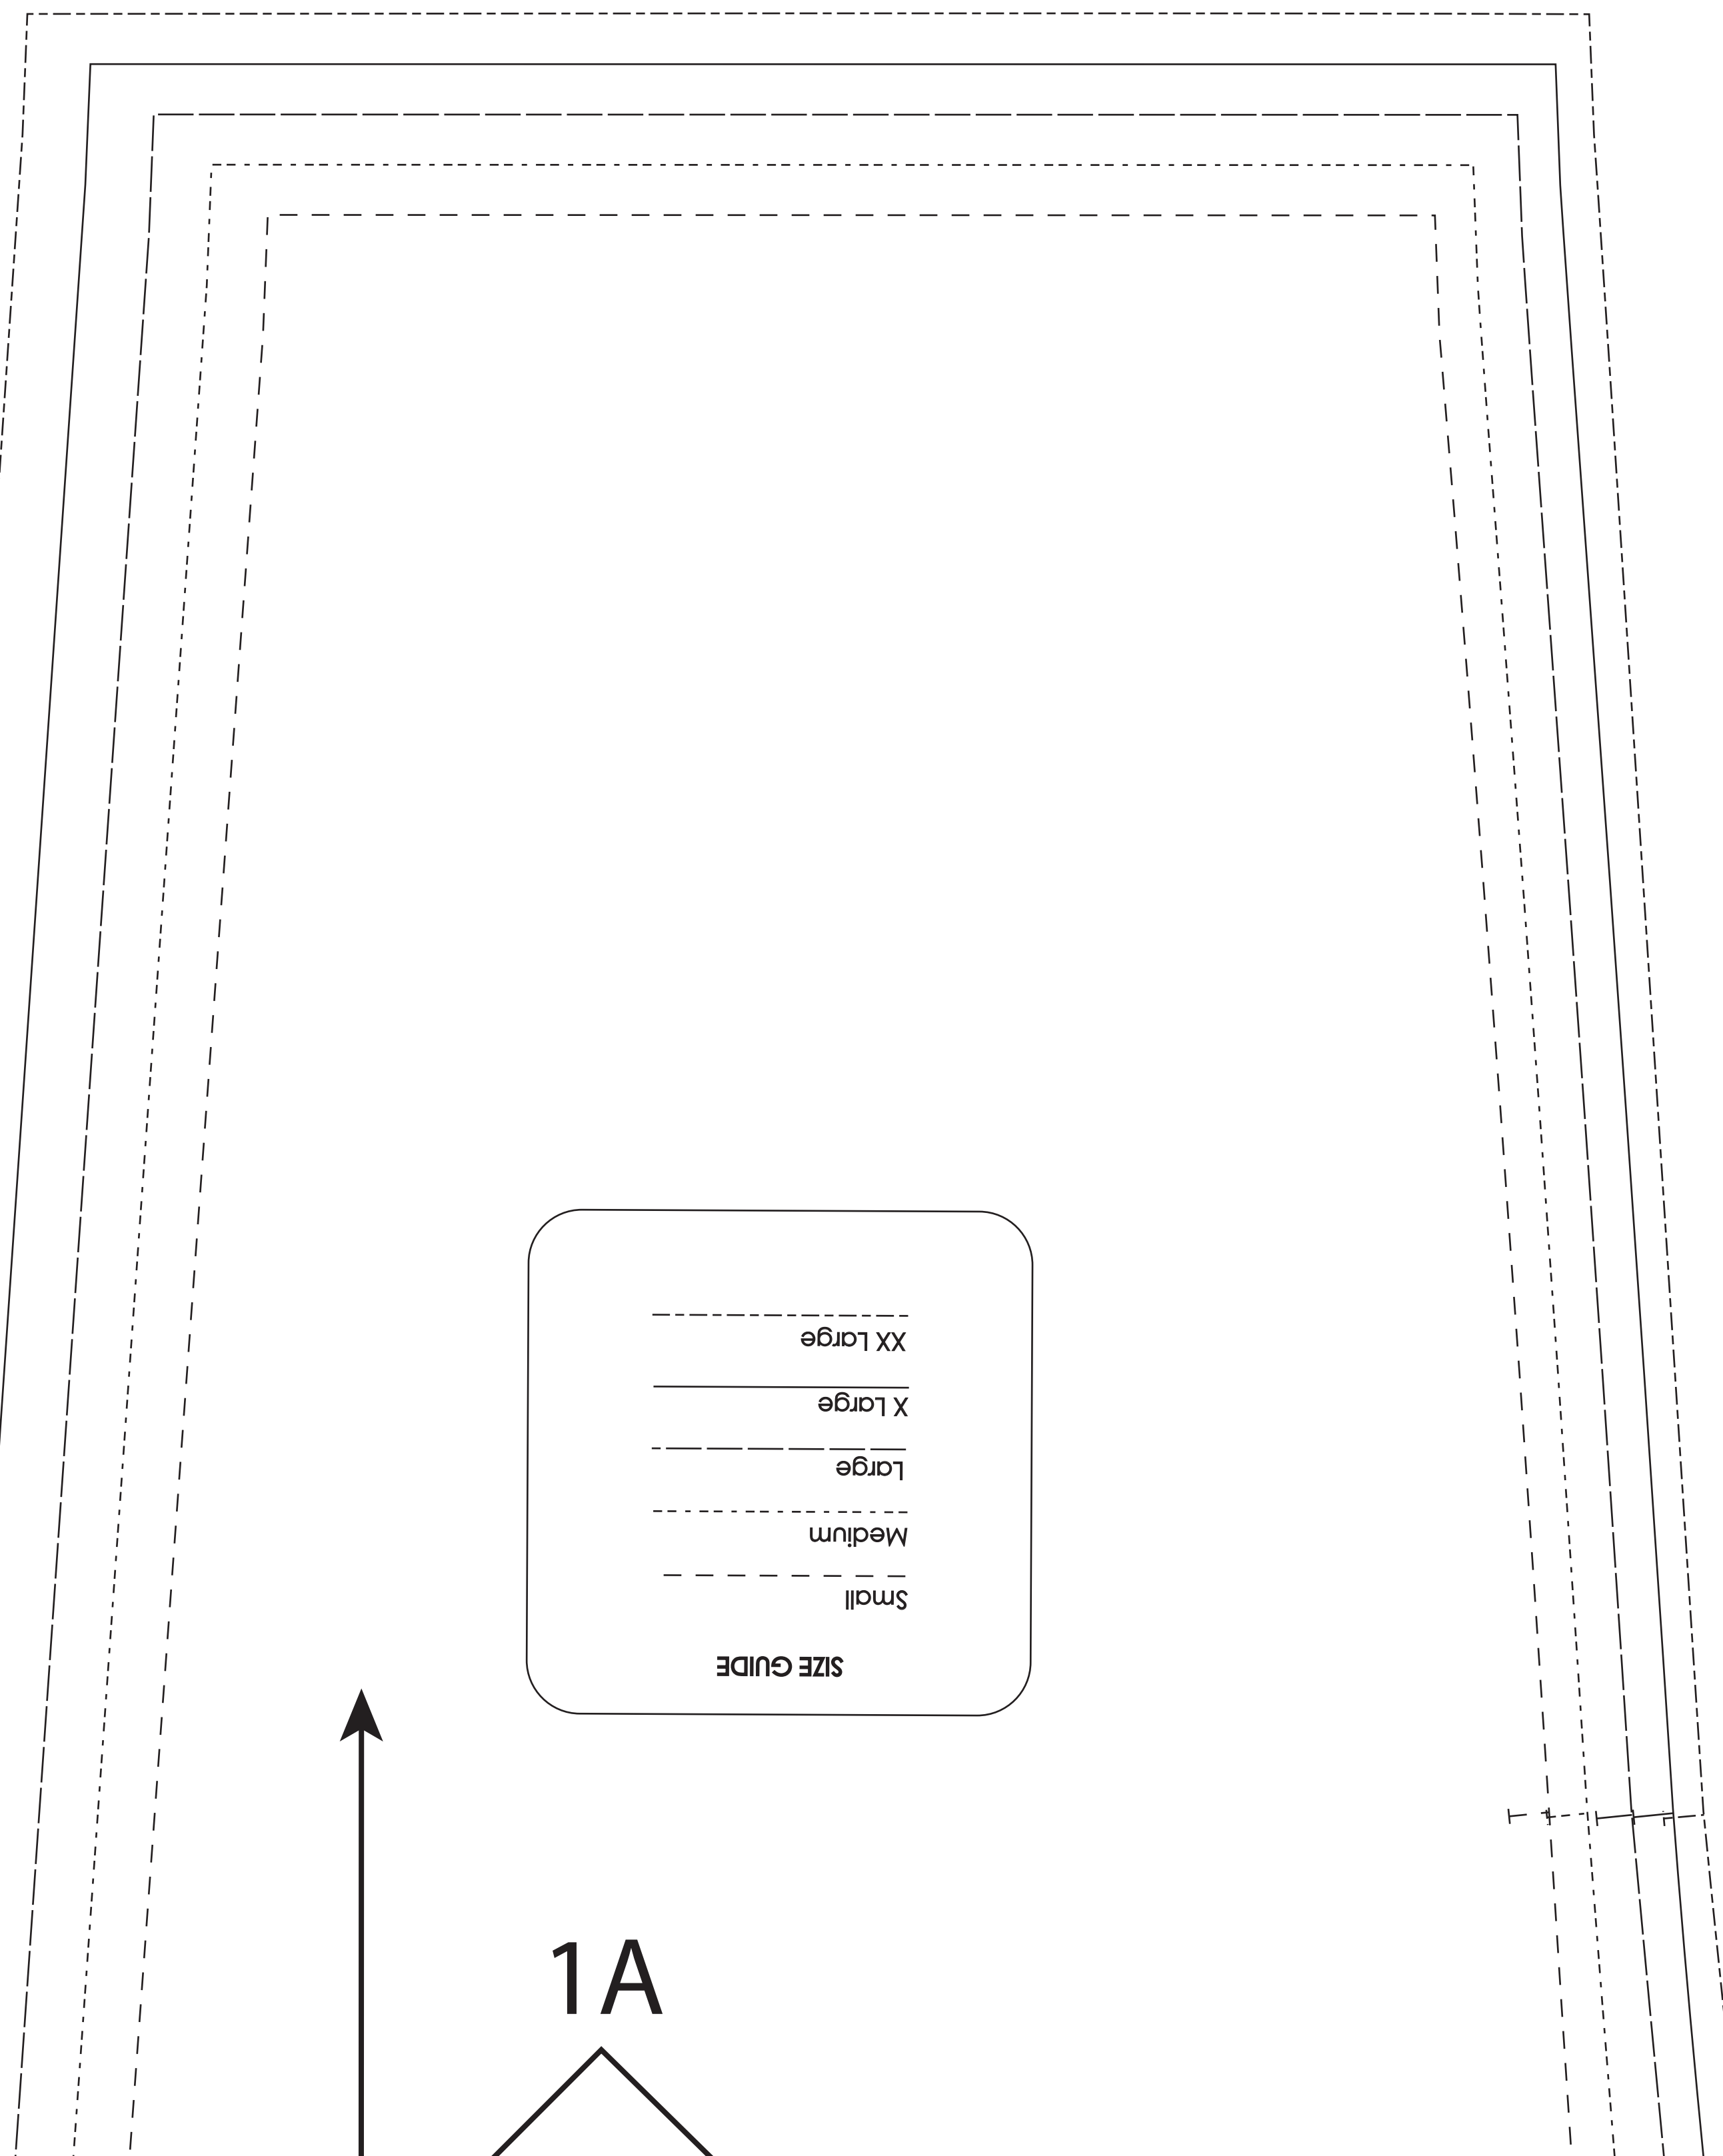 SIZE GUIDE
Small
Medium
Large
X Large
XX Large
1A